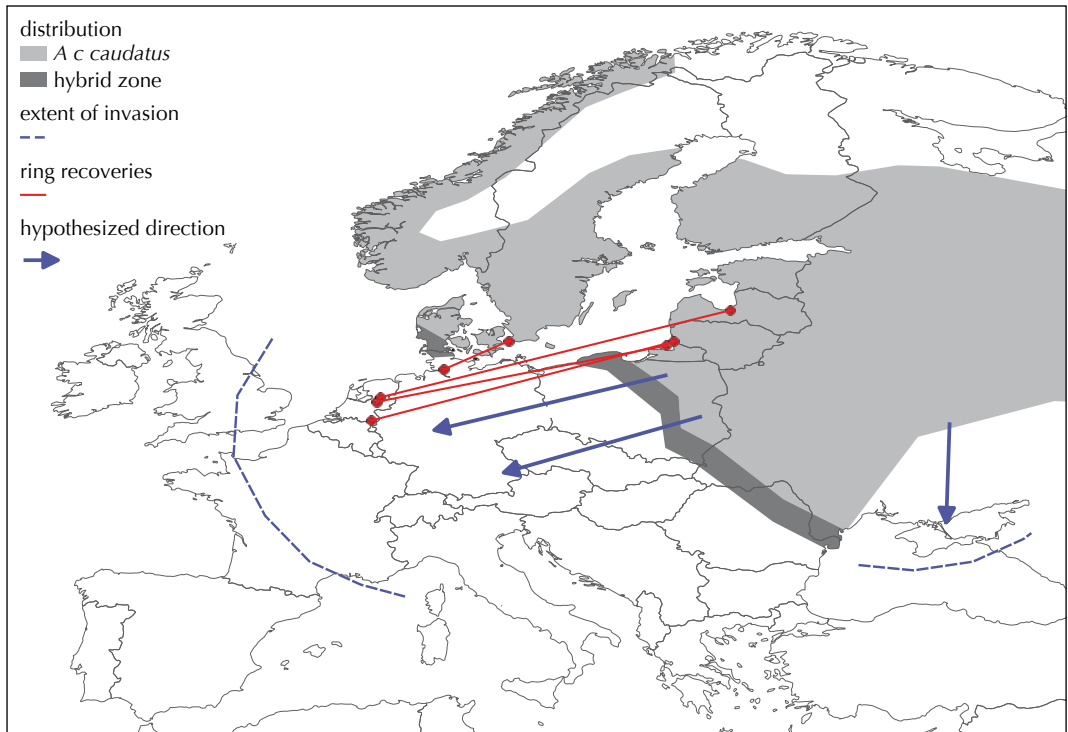 distribution
A c caudatus
hybrid zone
extent of invasion
ring recoveries
hypothesized direction